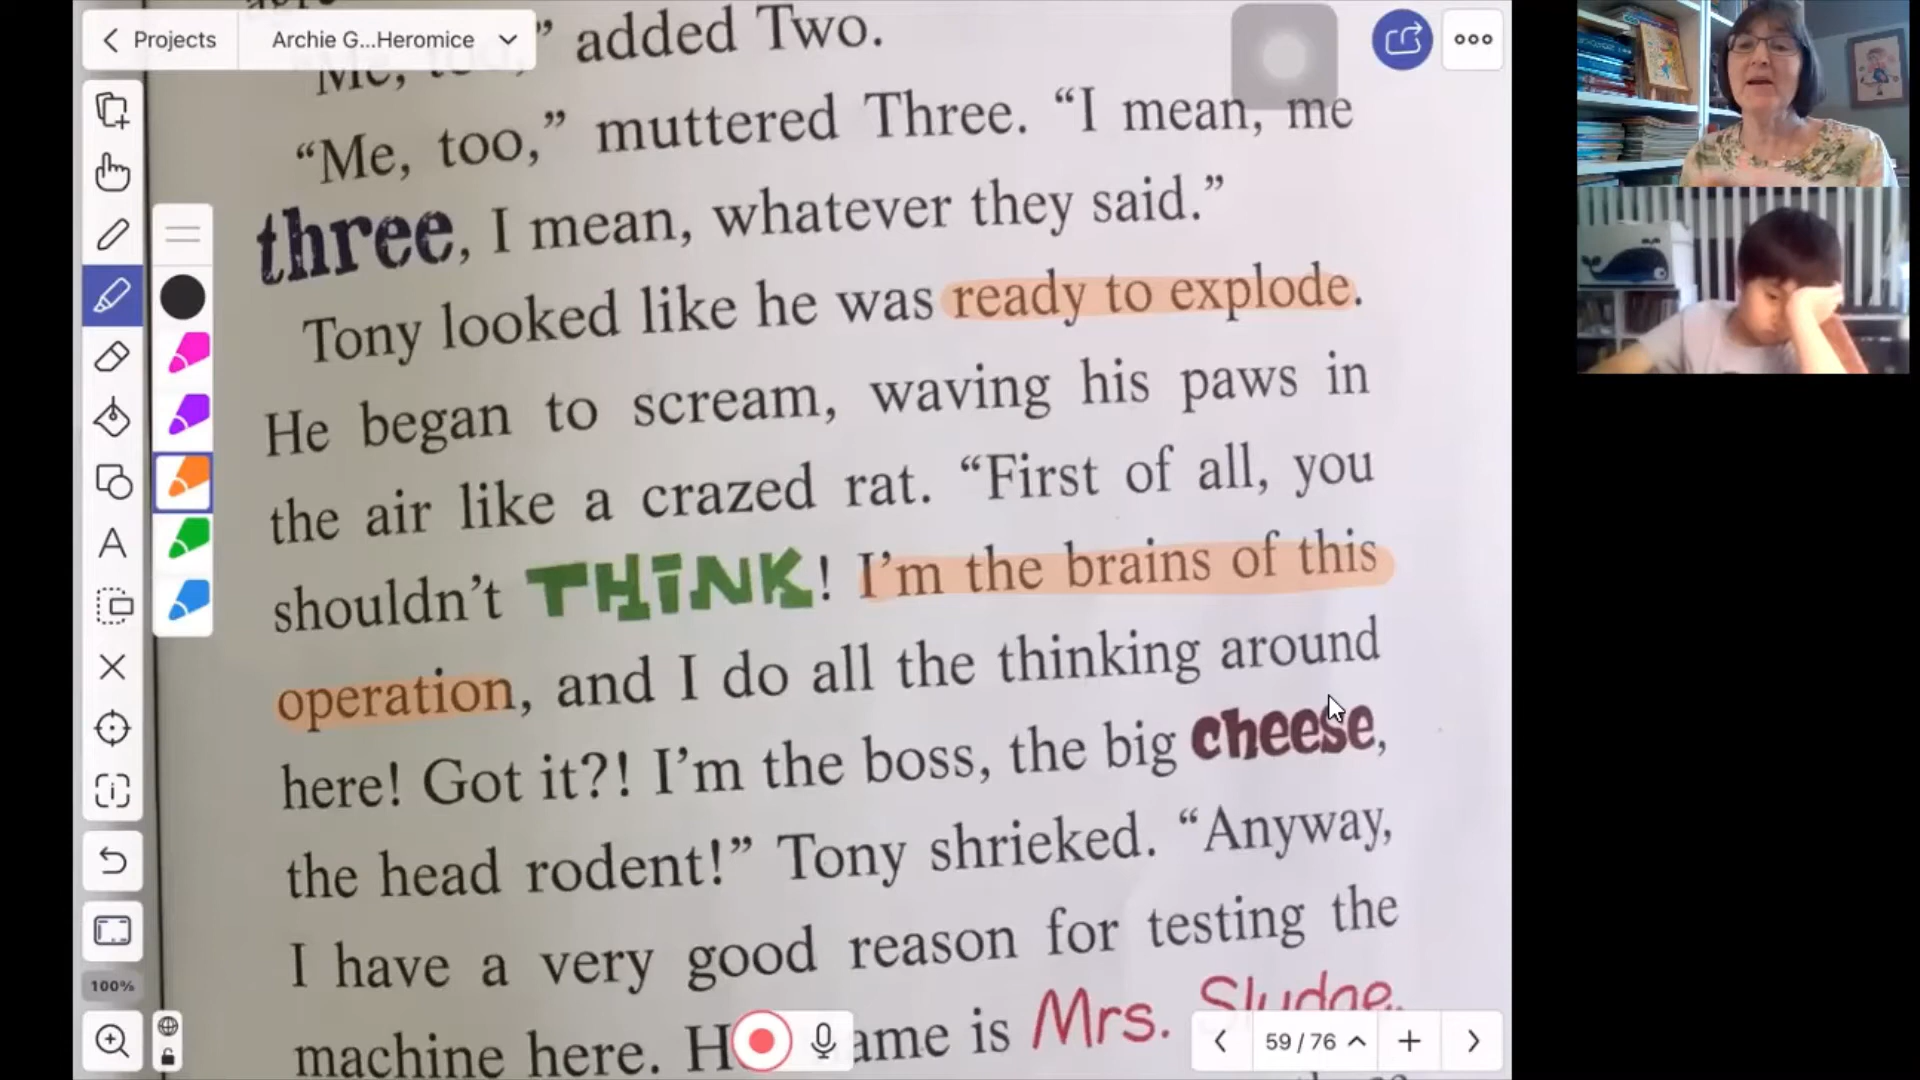 Projects
Archie G...Heromice
“Me, too,” added Two.
“Me, too,” muttered Three. “I mean, me
three, I mean, whatever they said.”
Tony looked like he was ready to explode.
He began to scream, waving his paws in
the air like a crazed rat. “First of all, you
shouldn’t THiNK! I’m the brains of this
operation, and I do all the thinking around
here! Got it?! I’m the boss, the big cheese,
the head rodent!” Tony shrieked. “Anyway,
I have a very good reason for testing the
machine here. H ame is Mrs. Sludge.
100%
59 / 76